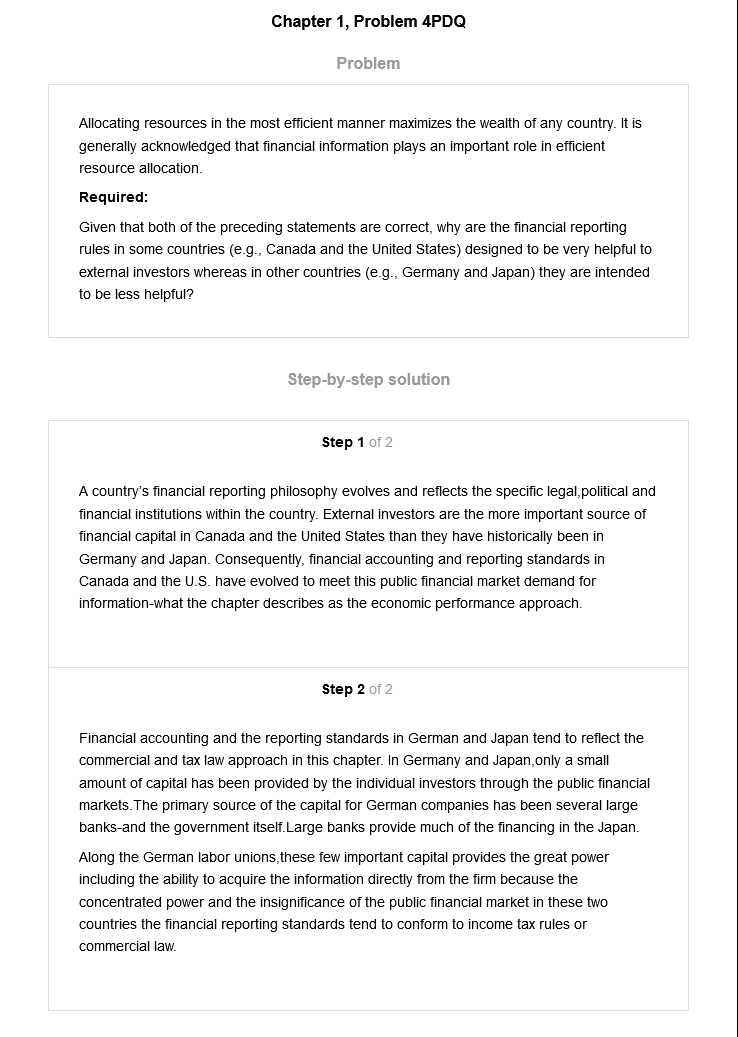 Chapter 1, Problem 4PDQ
Problem
Allocating resources in the most efficient manner maximizes the wealth of any country. It is
generally acknowledged that financial information plays an important role in efficient
resource allocation.
Required:
Given that both of the preceding statements are correct, why are the financial reporting
rules in some countries (e.g., Canada and the United States) designed to be very helpful to
external investors whereas in other countries (e.g., Germany and Japan) they are intended
to be less helpful?
Step-by-step solution
Step 1 of 2
A country's financial reporting philosophy evolves and reflects the specific legal,political and
financial institutions within the country. External investors are the more important source of
financial capital in Canada and the United States than they have historically been in
Germany and Japan. Consequently, financial accounting and reporting standards in
Canada and the U.S. have evolved to meet this public financial market demand for
information-what the chapter describes as the economic performance approach.
Step 2 of 2
Financial accounting and the reporting standards in German and Japan tend to reflect the
commercial and tax law approach in this chapter. In Germany and Japan,only a small
amount of capital has been provided by the individual investors through the public financial
markets.The primary source of the capital for German companies has been several large
banks-and the government itself.Large banks provide much of the financing in the Japan.
Along the German labor unions,these few important capital provides the great power
including the ability to acquire the information directly from the firm because the
concentrated power and the insignificance of the public financial market in these two
countries the financial reporting standards tend to conform to income tax rules or
commercial law.